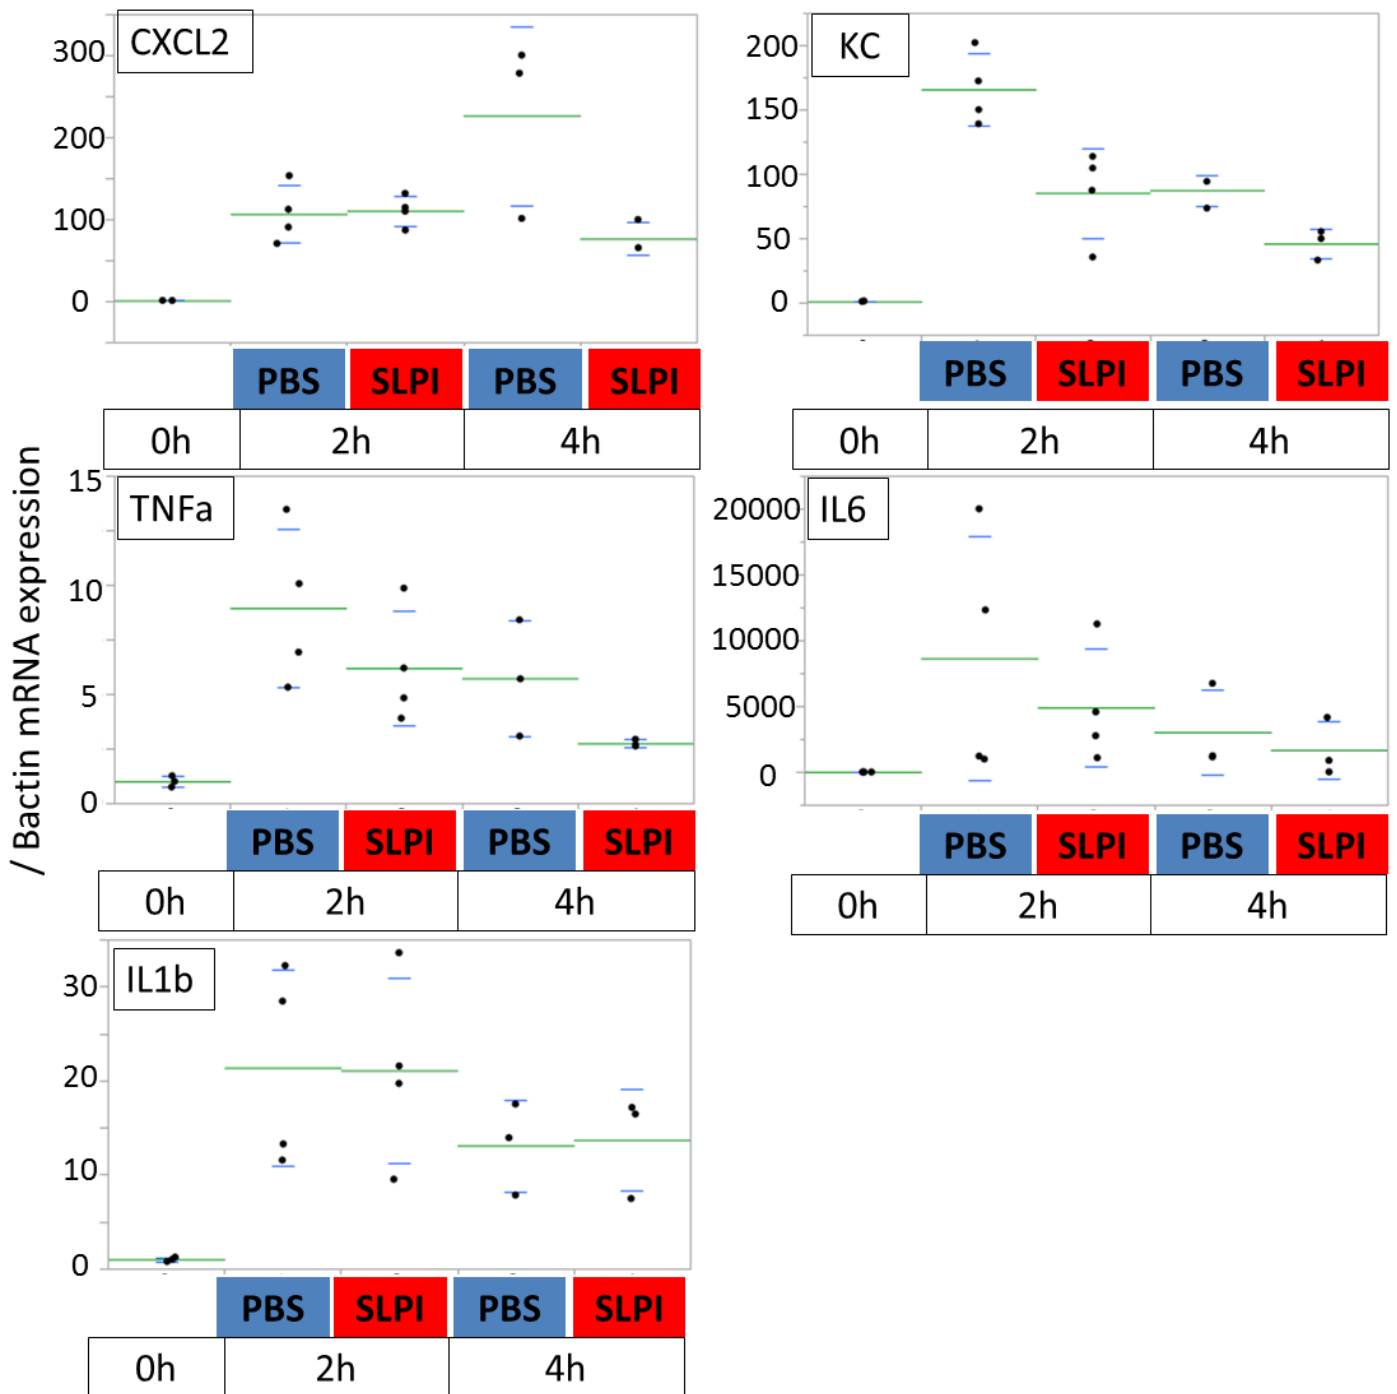 CXCL2
300
200
100
0
PBS SLPI PBS SLPI
0h 2h 4h
KC
200
150
100
50
0
PBS SLPI PBS SLPI
0h 2h 4h
/ Bactin mRNA expression
TNFa
15
10
5
0
PBS SLPI PBS SLPI
0h 2h 4h
IL6
20000
15000
10000
5000
0
PBS SLPI PBS SLPI
0h 2h 4h
IL1b
30
20
10
0
PBS SLPI PBS SLPI
0h 2h 4h